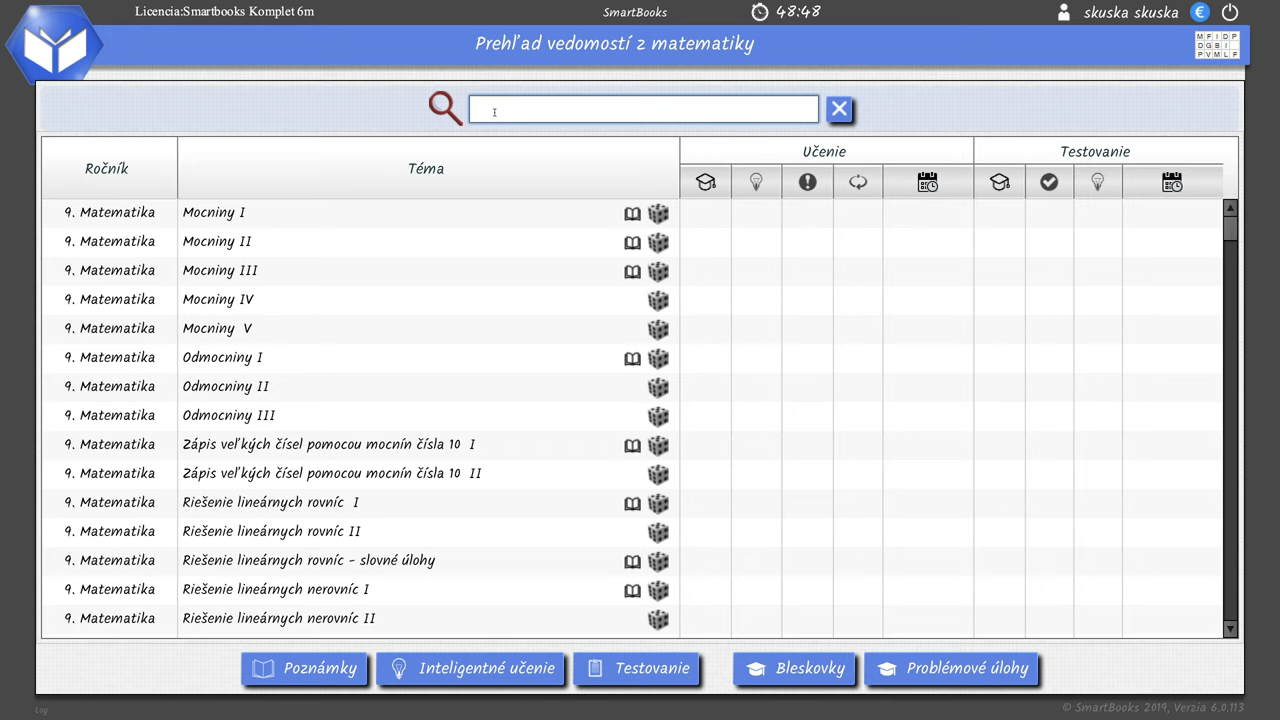 Licencia:Smartbooks Komplet 6m
SmartBooks
48:48
skuska skuska
€
Prehľad vedomostí z matematiky
M F I D P
D G B I
P V M L F
Ročník
Téma
Učenie
Testovanie
9. Matematika Mocniny I
9. Matematika Mocniny II
9. Matematika Mocniny III
9. Matematika Mocniny IV
9. Matematika Mocniny V
9. Matematika Odmocniny I
9. Matematika Odmocniny II
9. Matematika Odmocniny III
9. Matematika Zápis veľkých čísel pomocou mocnín čísla 10 I
9. Matematika Zápis veľkých čísel pomocou mocnín čísla 10 II
9. Matematika Riešenie lineárnych rovníc I
9. Matematika Riešenie lineárnych rovníc II
9. Matematika Riešenie lineárnych rovníc - slovné úlohy
9. Matematika Riešenie lineárnych nerovníc I
9. Matematika Riešenie lineárnych nerovníc II
Poznámky
Inteligentné učenie
Testovanie
Bleskovky
Problémové úlohy
Log
© SmartBooks 2019, Verzia 6.0.113